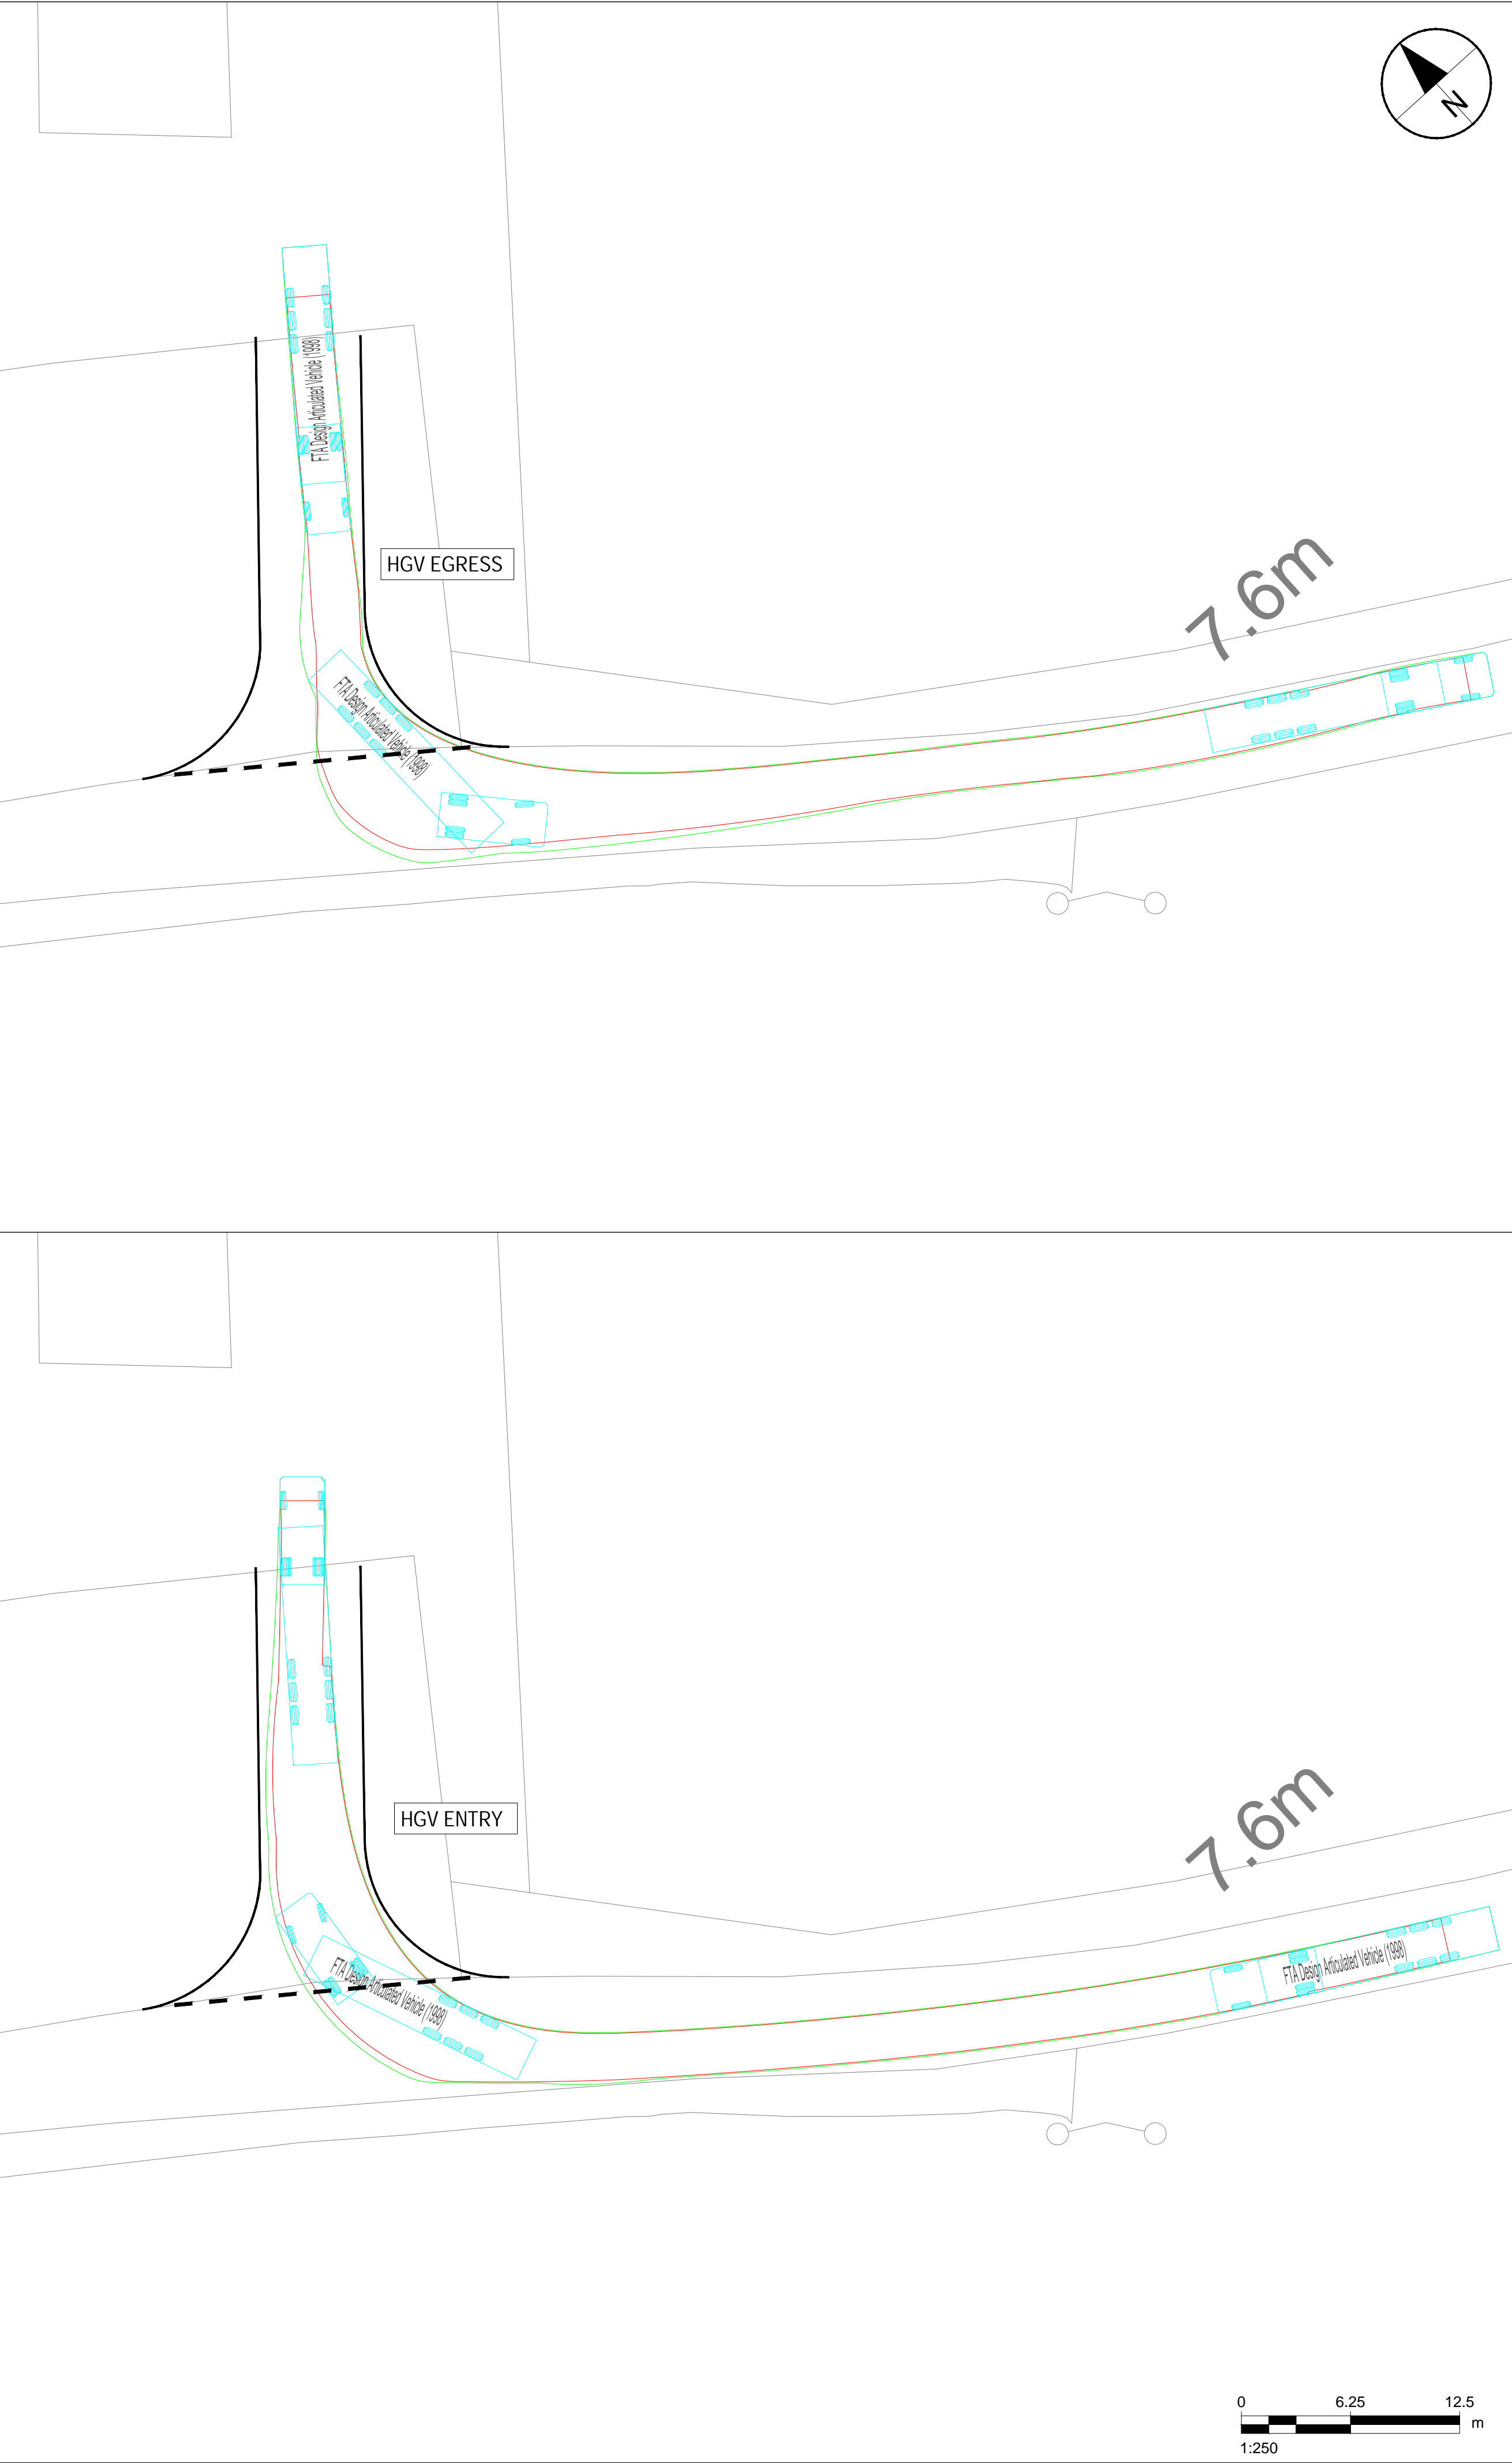 N
FTA Design Articulated Vehicle (1998)
HGV EGRESS
7.6m
FTA Design Articulated Vehicle (1998)
HGV ENTRY
7.6m
FTA Design Articulated Vehicle (1998)
FTA Design Articulated Vehicle (1998)
0 6.25 12.5
m
1:250